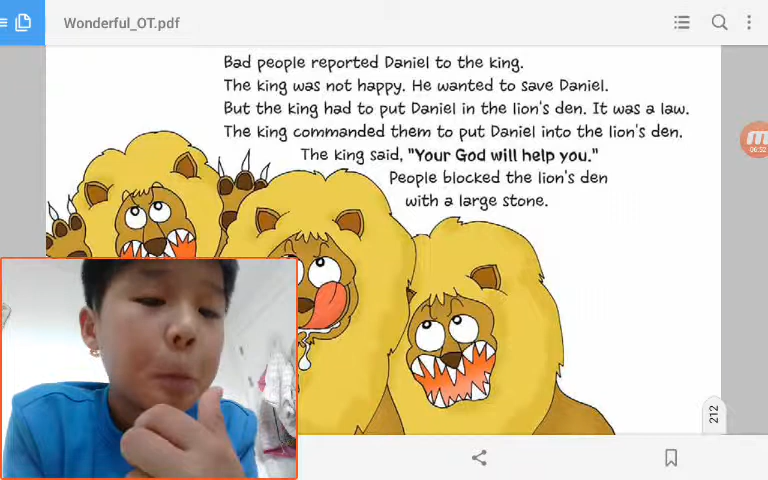 Wonderful_OT.pdf
Bad people reported Daniel to the king.
The king was not happy. He wanted to save Daniel.
But the king had to put Daniel in the lion's den. It was a law.
The king commanded them to put Daniel into the lion's den.
The king said, "Your God will help you."
People blocked the lion's den
with a large stone.
06:52
212